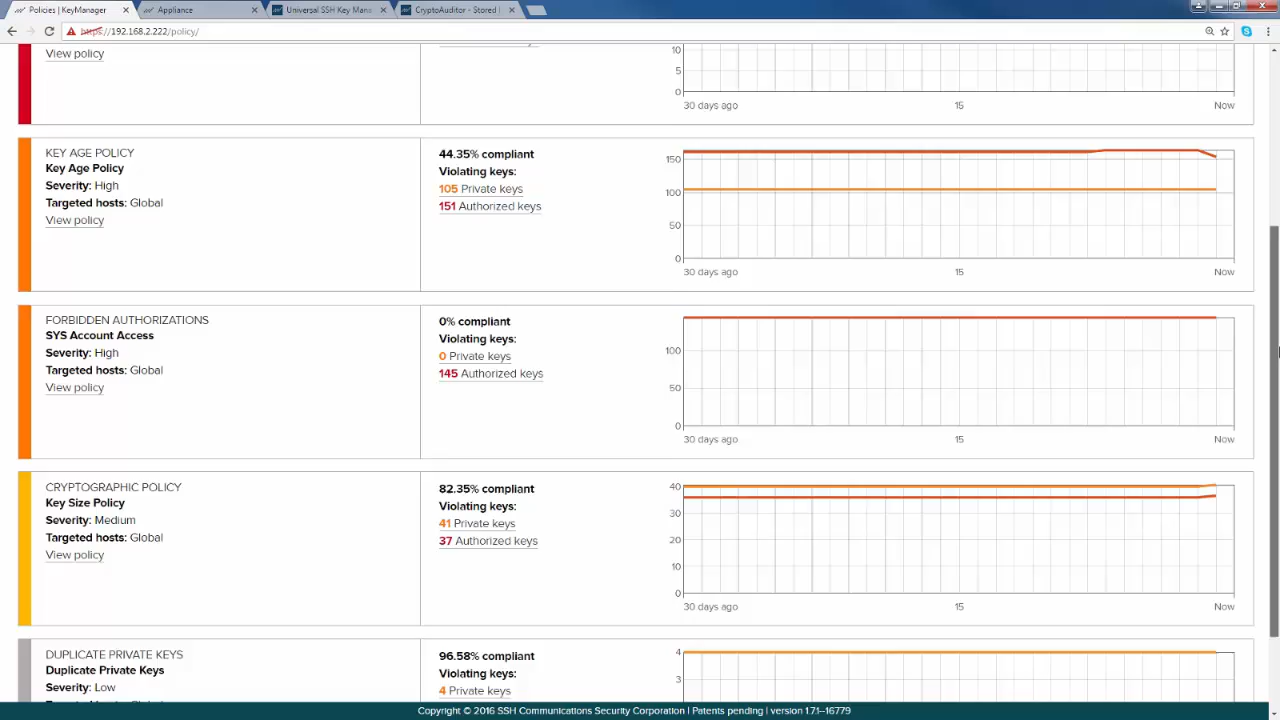 Policies | KeyManager
Appliance
Universal SSH Key Mana
CryptoAuditor - Stored
https://192.168.2.222/policy/
View policy
10
5
0
30 days ago
15
Now
KEY AGE POLICY
Key Age Policy
Severity: High
Targeted hosts: Global
View policy
44.35% compliant
Violating keys:
105 Private keys
151 Authorized keys
150
100
50
0
30 days ago
15
Now
FORBIDDEN AUTHORIZATIONS
SYS Account Access
Severity: High
Targeted hosts: Global
View policy
0% compliant
Violating keys:
0 Private keys
145 Authorized keys
100
50
0
30 days ago
15
Now
CRYPTOGRAPHIC POLICY
Key Size Policy
Severity: Medium
Targeted hosts: Global
View policy
82.35% compliant
Violating keys:
41 Private keys
37 Authorized keys
40
30
20
10
0
30 days ago
15
Now
DUPLICATE PRIVATE KEYS
Duplicate Private Keys
Severity: Low
96.58% compliant
Violating keys:
4 Private keys
4
3
Copyright © 2016 SSH Communications Security Corporation | Patents pending | version 1.7.1--16779